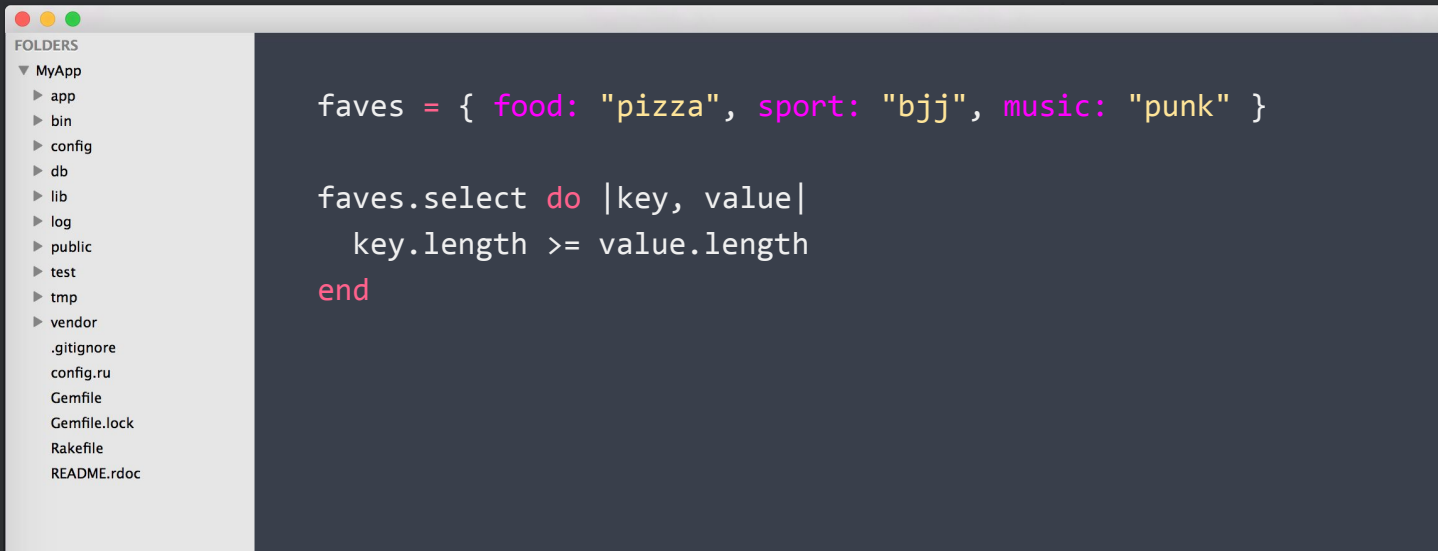 FOLDERS
MyApp
app
bin
config
db
lib
log
public
test
tmp
vendor
.gitignore
config.ru
Gemfile
Gemfile.lock
Rakefile
README.rdoc
faves = { food: "pizza", sport: "bjj", music: "punk" }
faves.select do |key, value|
  key.length >= value.length
end